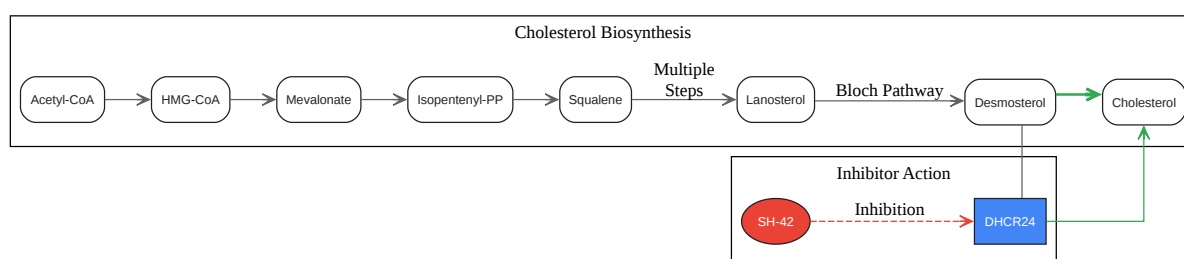 Cholesterol Biosynthesis
Acetyl-CoA
HMG-CoA
Mevalonate
Isopentenyl-PP
Squalene
Multiple
Steps
Lanosterol
Bloch Pathway
Desmosterol
Cholesterol
Inhibitor Action
SH-42
Inhibition
DHCR24